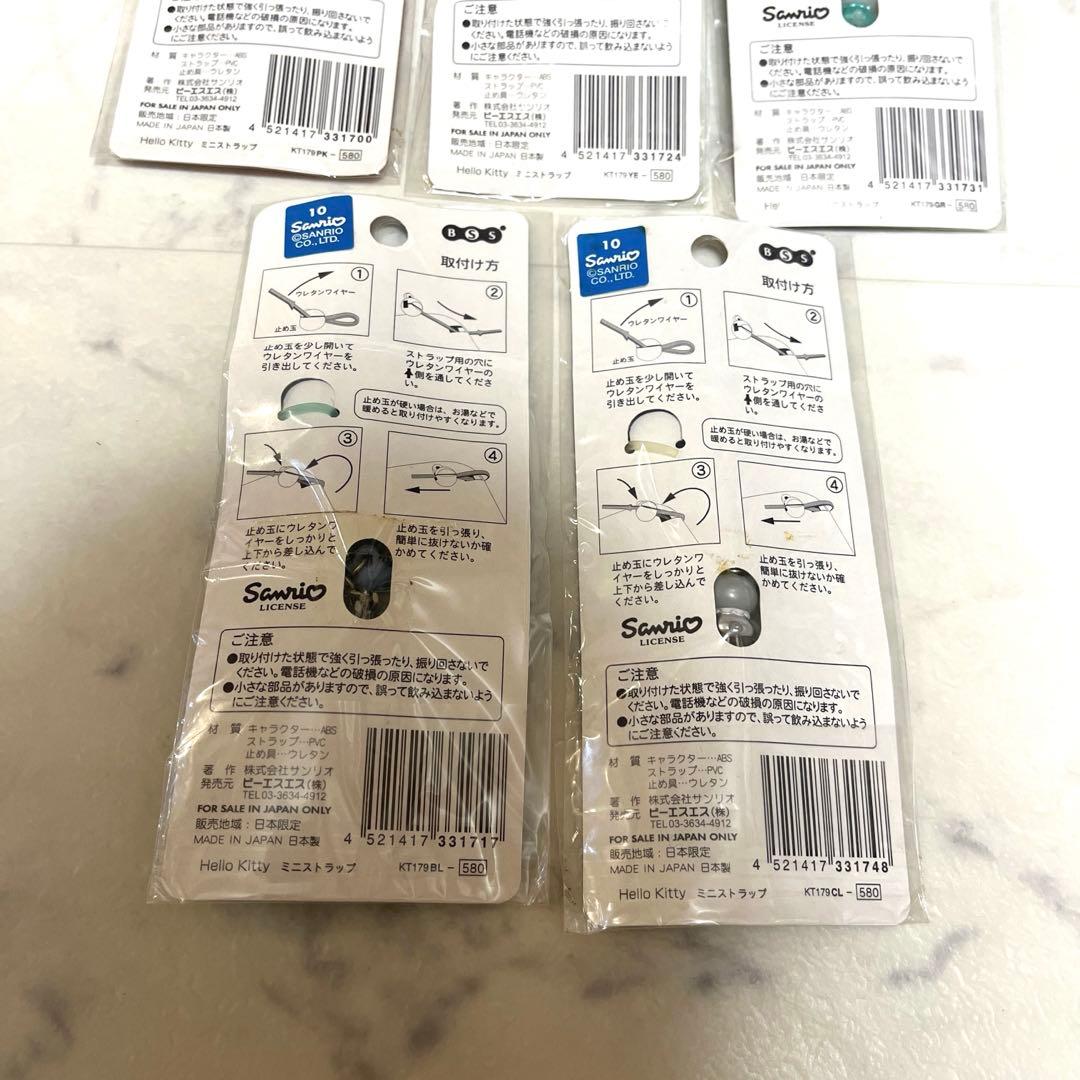 ●取り付けた状態で強く引っ張ったり、振り回さないで
ください。電話機などの破損の原因になります。
●小さな部品がありますので、誤って飲み込まないよう
にご注意ください。
材 質 キャラクター…ABS
ストラップ…PVC
止め具…ウレタン
著 作 株式会社サンリオ
発売元 ビーエスエス(株)
TEL03-3634-4912
FOR SALE IN JAPAN ONLY
販売地域:日本限定
MADE IN JAPAN 日本製
4 521417 331700
Hello Kitty ミニストラップ
KT179PK- 580
ご注意
●取り付けた状態で強く引っ張ったり、振り回さないで
ください。電話機などの破損の原因になります。
●小さな部品がありますので、誤って飲み込まないよう
にご注意ください。
材 質 キャラクター…ABS
ストラップ…PVC
止め具…ウレタン
著 作 株式会社サンリオ
発売元 ビーエスエス(株)
TEL03-3634-4912
FOR SALE IN JAPAN ONLY
販売地域:日本限定
MADE IN JAPAN 日本製
4 521417 331724
Hello Kitty ミニストラップ
KT179YE- 580
Sanrio
LICENSE
ご注意
●取り付けた状態で強く引っ張ったり、振り回さないで
ください。電話機などの破損の原因になります。
●小さな部品がありますので、誤って飲み込まないよう
にご注意ください。
材 質 キャラクター…ABS
ストラップ…PVC
止め具…ウレタン
著 作 株式会社サンリオ
発売元 ビーエスエス(株)
TEL03-3634-4912
FOR SALE IN JAPAN ONLY
販売地域:日本限定
MADE IN JAPAN 日本製
4 521417 331731
ミニストラップ
KT179GR- 580
10
Sanrio
©SANRIO
CO., LTD.
BSS
取付け方
①
ウレタンワイヤー
止め玉
②
止め玉を少し開いて
ウレタンワイヤーを
引き出してください。
ストラップ用の穴に
ウレタンワイヤーの
側を通してくださ
い。
止め玉が硬い場合は、お湯などで
暖めると取り付けやすくなります。
③
④
止め玉にウレタンワ
イヤーをしっかりと
上下から差し込んで
ください。
止め玉を引っ張り、
簡単に抜けないか確
かめてください。
Sanrio
LICENSE
ご注意
●取り付けた状態で強く引っ張ったり、振り回さないで
ください。電話機などの破損の原因になります。
●小さな部品がありますので、誤って飲み込まないよう
にご注意ください。
材 質 キャラクター…ABS
ストラップ…PVC
止め具…ウレタン
著 作 株式会社サンリオ
発売元 ビーエスエス(株)
TEL03-3634-4912
FOR SALE IN JAPAN ONLY
販売地域:日本限定
MADE IN JAPAN 日本製
4 521417 331717
Hello Kitty ミニストラップ
KT179BL- 580
10
Sanrio
©SANRIO
CO., LTD.
BSS
取付け方
①
ウレタンワイヤー
止め玉
②
止め玉を少し開いて
ウレタンワイヤーを
引き出してください。
ストラップ用の穴に
ウレタンワイヤーの
側を通してくださ
い。
止め玉が硬い場合は、お湯などで
暖めると取り付けやすくなります。
③
④
止め玉にウレタンワ
イヤーをしっかりと
上下から差し込んで
ください。
止め玉を引っ張り、
簡単に抜けないか確
かめてください。
Sanrio
LICENSE
ご注意
●取り付けた状態で強く引っ張ったり、振り回さないで
ください。電話機などの破損の原因になります。
●小さな部品がありますので、誤って飲み込まないよう
にご注意ください。
材 質 キャラクター…ABS
ストラップ…PVC
止め具…ウレタン
著 作 株式会社サンリオ
発売元 ビーエスエス(株)
TEL03-3634-4912
FOR SALE IN JAPAN ONLY
販売地域:日本限定
MADE IN JAPAN 日本製
4 521417 331748
Hello Kitty ミニストラップ
KT179CL- 580